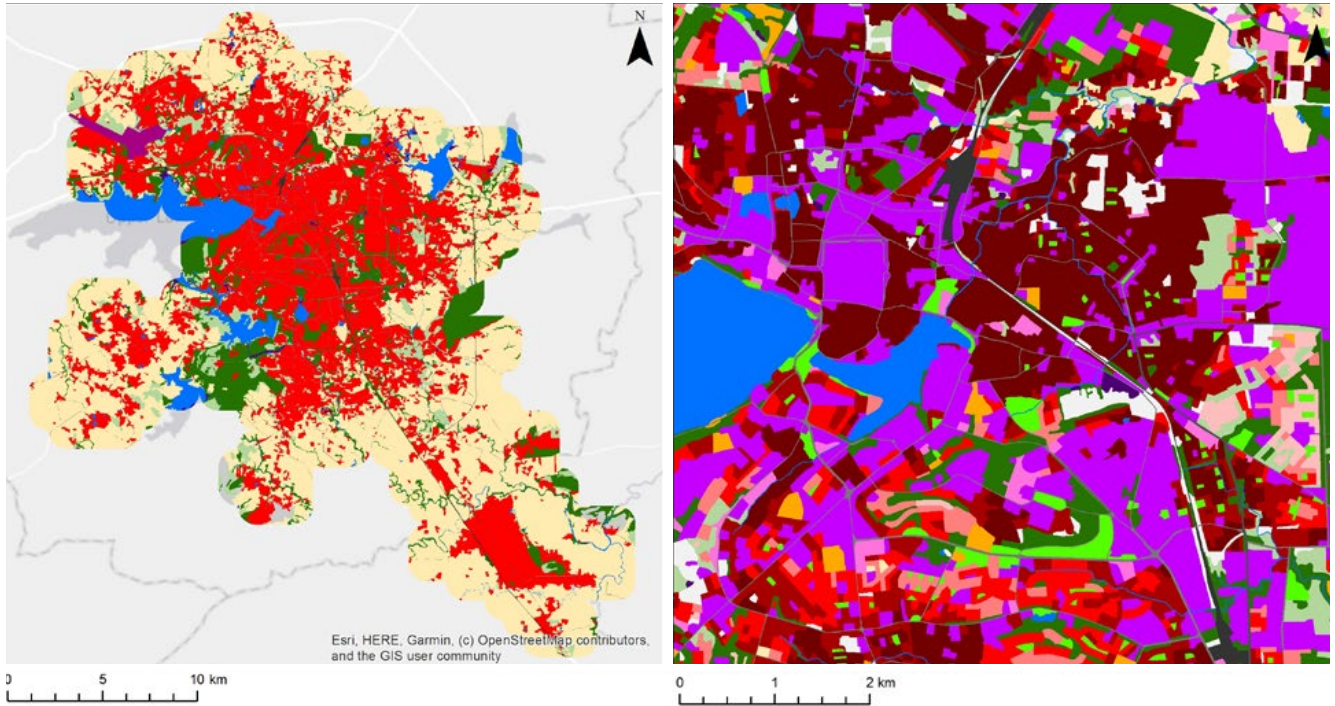 N
N
Esri, HERE, Garmin, (c) OpenStreetMap contributors,
and the GIS user community
0 5 10 km
0 1 2 km